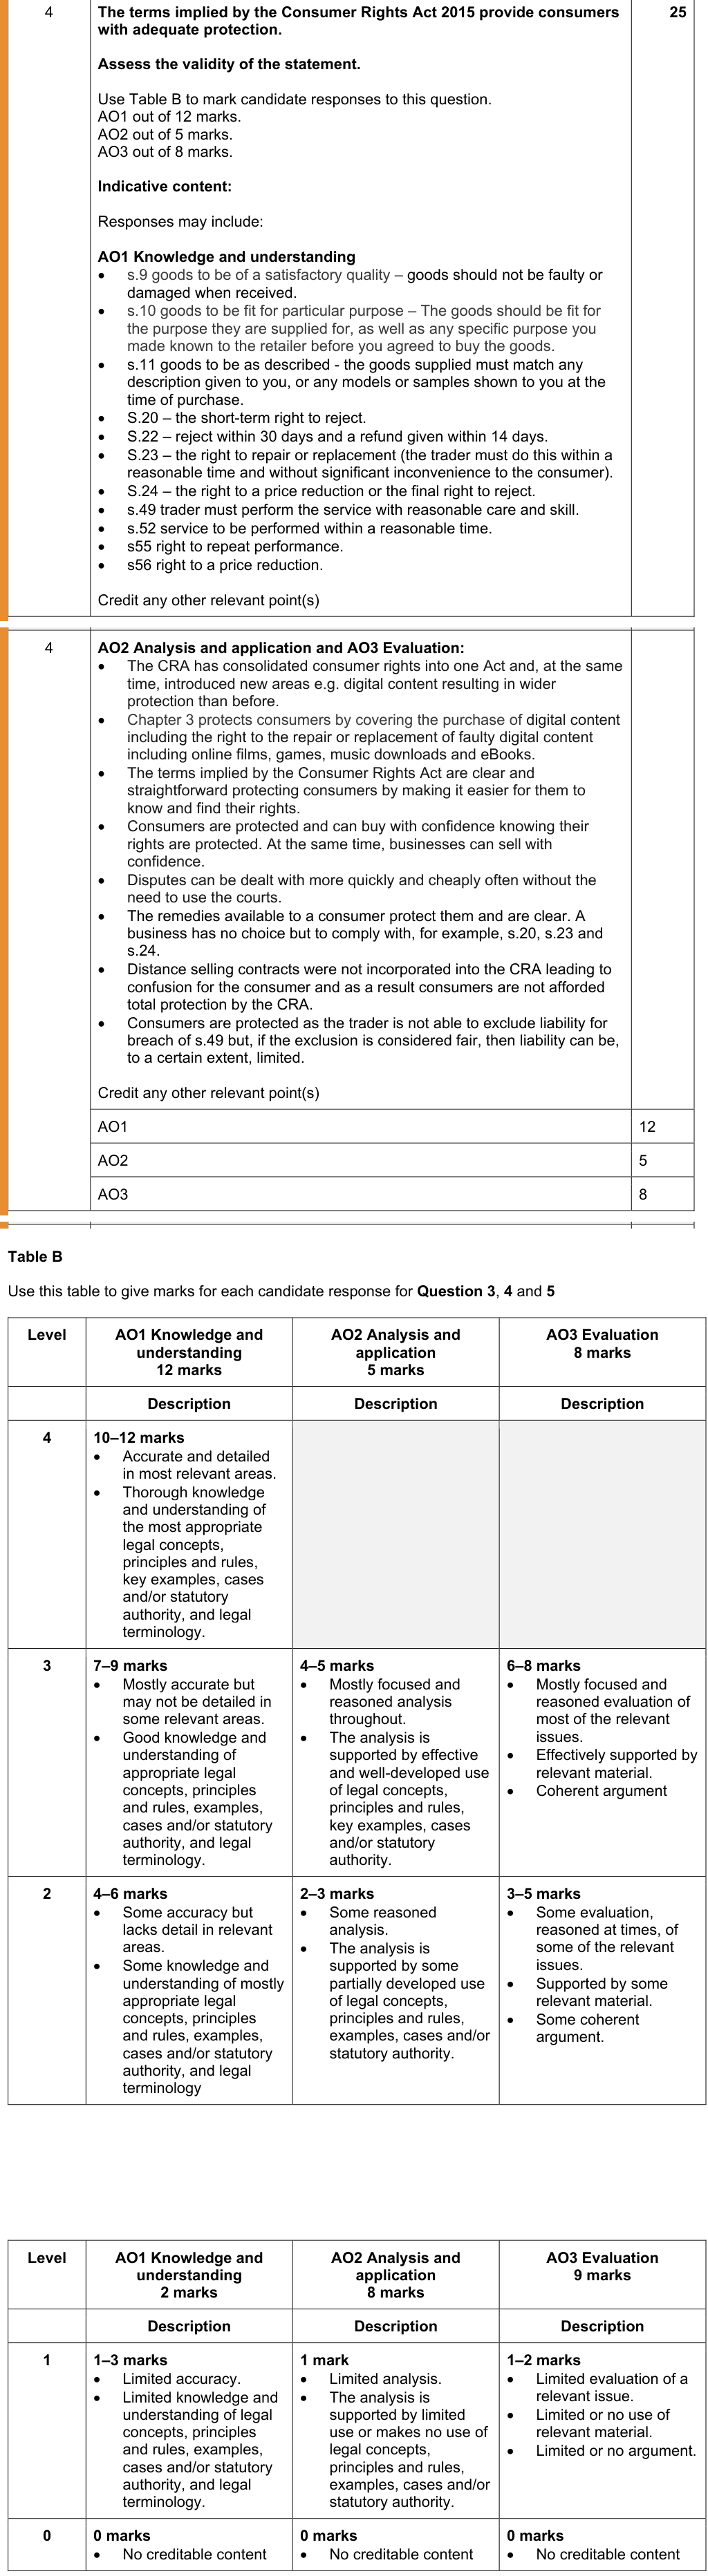 4
The terms implied by the Consumer Rights Act 2015 provide consumers
with adequate protection.
25
Assess the validity of the statement.
Use Table B to mark candidate responses to this question.
AO1 out of 12 marks.
AO2 out of 5 marks.
AO3 out of 8 marks.
Indicative content:
Responses may include:
AO1 Knowledge and understanding
• s.9 goods to be of a satisfactory quality – goods should not be faulty or
damaged when received.
• s.10 goods to be fit for particular purpose – The goods should be fit for
the purpose they are supplied for, as well as any specific purpose you
made known to the retailer before you agreed to buy the goods.
• s.11 goods to be as described - the goods supplied must match any
description given to you, or any models or samples shown to you at the
time of purchase.
• S.20 – the short-term right to reject.
• S.22 – reject within 30 days and a refund given within 14 days.
• S.23 – the right to repair or replacement (the trader must do this within a
reasonable time and without significant inconvenience to the consumer).
• S.24 – the right to a price reduction or the final right to reject.
• s.49 trader must perform the service with reasonable care and skill.
• s.52 service to be performed within a reasonable time.
• s55 right to repeat performance.
• s56 right to a price reduction.
Credit any other relevant point(s)
4
AO2 Analysis and application and AO3 Evaluation:
• The CRA has consolidated consumer rights into one Act and, at the same
time, introduced new areas e.g. digital content resulting in wider
protection than before.
• Chapter 3 protects consumers by covering the purchase of digital content
including the right to the repair or replacement of faulty digital content
including online films, games, music downloads and eBooks.
• The terms implied by the Consumer Rights Act are clear and
straightforward protecting consumers by making it easier for them to
know and find their rights.
• Consumers are protected and can buy with confidence knowing their
rights are protected. At the same time, businesses can sell with
confidence.
• Disputes can be dealt with more quickly and cheaply often without the
need to use the courts.
• The remedies available to a consumer protect them and are clear. A
business has no choice but to comply with, for example, s.20, s.23 and
s.24.
• Distance selling contracts were not incorporated into the CRA leading to
confusion for the consumer and as a result consumers are not afforded
total protection by the CRA.
• Consumers are protected as the trader is not able to exclude liability for
breach of s.49 but, if the exclusion is considered fair, then liability can be,
to a certain extent, limited.
Credit any other relevant point(s)
AO1 12
AO2 5
AO3 8
Table B
Use this table to give marks for each candidate response for Question 3, 4 and 5
Level
AO1 Knowledge and
understanding
12 marks
AO2 Analysis and
application
5 marks
AO3 Evaluation
8 marks
Description
Description
Description
4
10–12 marks
• Accurate and detailed
in most relevant areas.
• Thorough knowledge
and understanding of
the most appropriate
legal concepts,
principles and rules,
key examples, cases
and/or statutory
authority, and legal
terminology.
3
7–9 marks
• Mostly accurate but
may not be detailed in
some relevant areas.
• Good knowledge and
understanding of
appropriate legal
concepts, principles
and rules, examples,
cases and/or statutory
authority, and legal
terminology.
4–5 marks
• Mostly focused and
reasoned analysis
throughout.
• The analysis is
supported by effective
and well-developed use
of legal concepts,
principles and rules,
key examples, cases
and/or statutory
authority.
6–8 marks
• Mostly focused and
reasoned evaluation of
most of the relevant
issues.
• Effectively supported by
relevant material.
• Coherent argument
2
4–6 marks
• Some accuracy but
lacks detail in relevant
areas.
• Some knowledge and
understanding of mostly
appropriate legal
concepts, principles
and rules, examples,
cases and/or statutory
authority, and legal
terminology
2–3 marks
• Some reasoned
analysis.
• The analysis is
supported by some
partially developed use
of legal concepts,
principles and rules,
examples, cases and/or
statutory authority.
3–5 marks
• Some evaluation,
reasoned at times, of
some of the relevant
issues.
• Supported by some
relevant material.
• Some coherent
argument.
Level
AO1 Knowledge and
understanding
2 marks
AO2 Analysis and
application
8 marks
AO3 Evaluation
9 marks
Description
Description
Description
1
1–3 marks
• Limited accuracy.
• Limited knowledge and
understanding of legal
concepts, principles
and rules, examples,
cases and/or statutory
authority, and legal
terminology.
1 mark
• Limited analysis.
• The analysis is
supported by limited
use or makes no use of
legal concepts,
principles and rules,
examples, cases and/or
statutory authority.
1–2 marks
• Limited evaluation of a
relevant issue.
• Limited or no use of
relevant material.
• Limited or no argument.
0
0 marks
• No creditable content
0 marks
• No creditable content
0 marks
• No creditable content